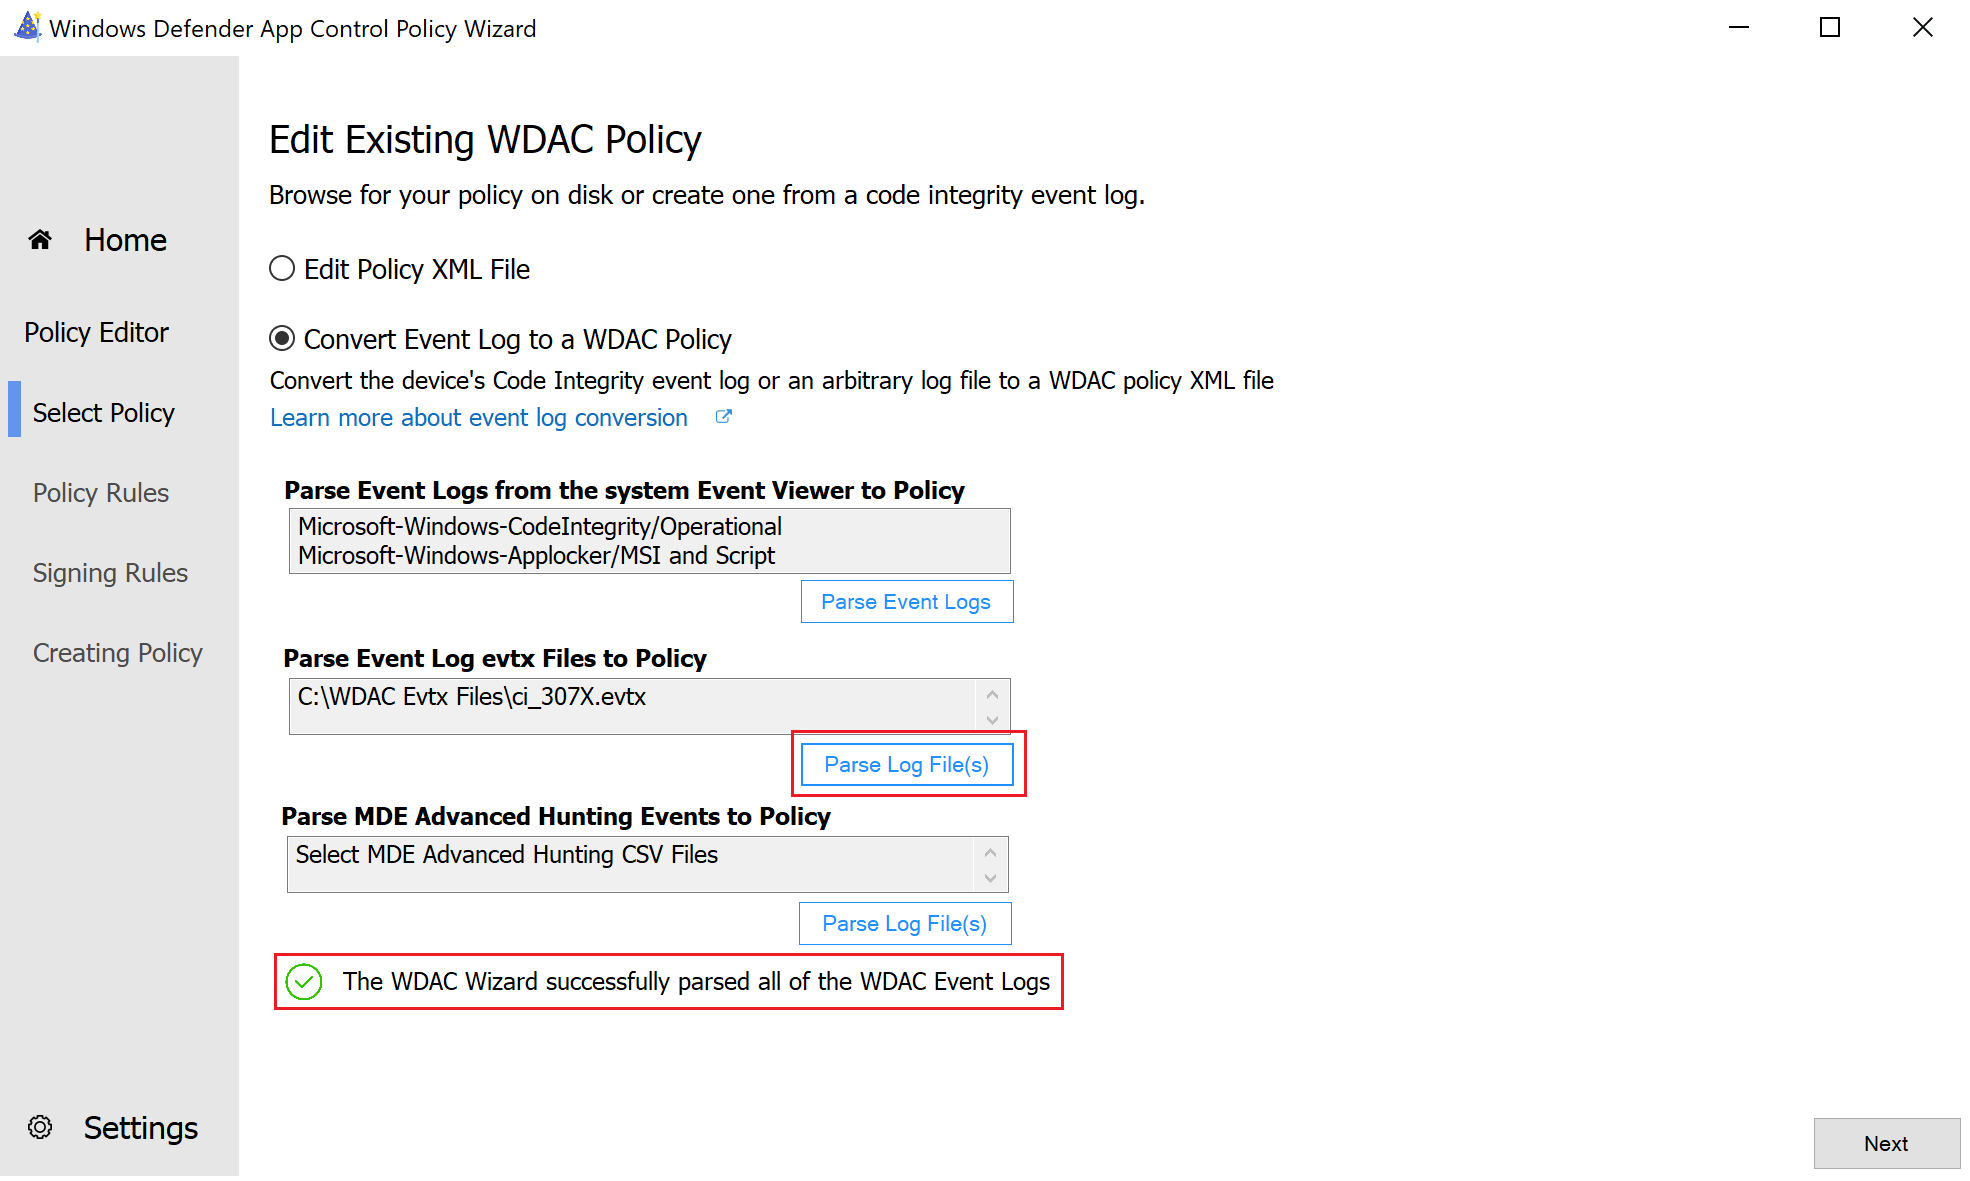 Windows Defender App Control Policy Wizard
Home
Policy Editor
Select Policy
Policy Rules
Signing Rules
Creating Policy
Settings
Edit Existing WDAC Policy
Browse for your policy on disk or create one from a code integrity event log.
Edit Policy XML File
Convert Event Log to a WDAC Policy
Convert the device's Code Integrity event log or an arbitrary log file to a WDAC policy XML file
Learn more about event log conversion
Parse Event Logs from the system Event Viewer to Policy
Microsoft-Windows-CodeIntegrity/Operational
Microsoft-Windows-Applocker/MSI and Script
Parse Event Logs
Parse Event Log evtx Files to Policy
C:\WDAC Evtx Files\ci_307X.evtx
Parse Log File(s)
Parse MDE Advanced Hunting Events to Policy
Select MDE Advanced Hunting CSV Files
Parse Log File(s)
The WDAC Wizard successfully parsed all of the WDAC Event Logs
Next